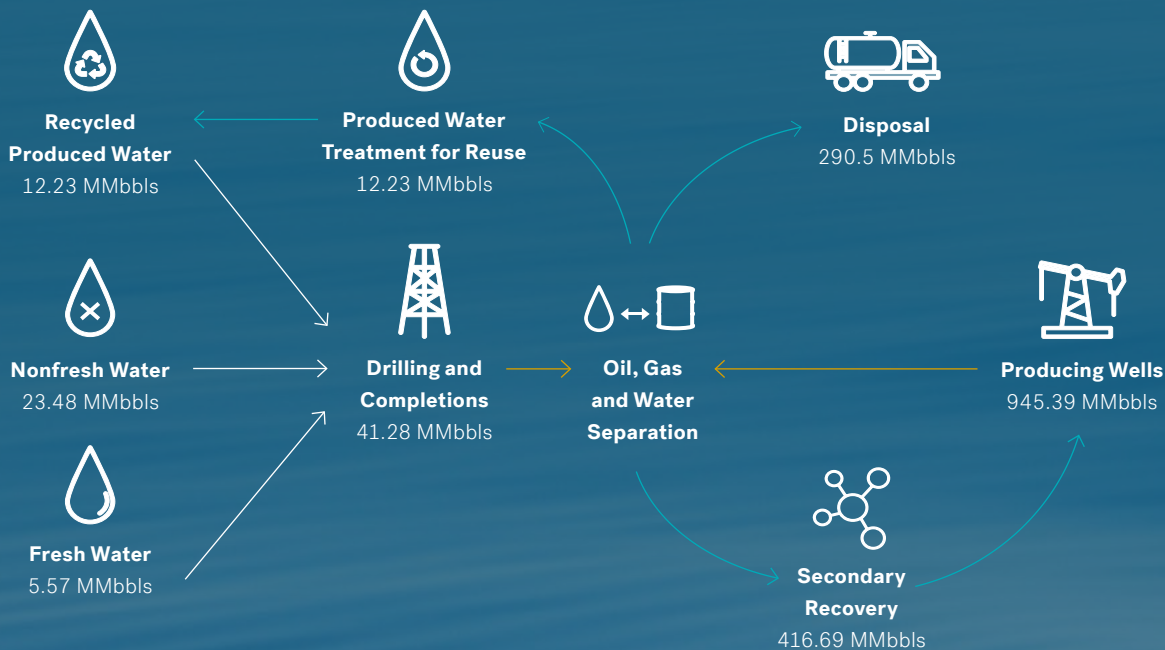 Recycled
Produced Water
12.23 MMbbls
Produced Water
Treatment for Reuse
12.23 MMbbls
Disposal
290.5 MMbbls
Nonfresh Water
23.48 MMbbls
Drilling and
Completions
41.28 MMbbls
Oil, Gas
and Water
Separation
Producing Wells
945.39 MMbbls
Fresh Water
5.57 MMbbls
Secondary
Recovery
416.69 MMbbls